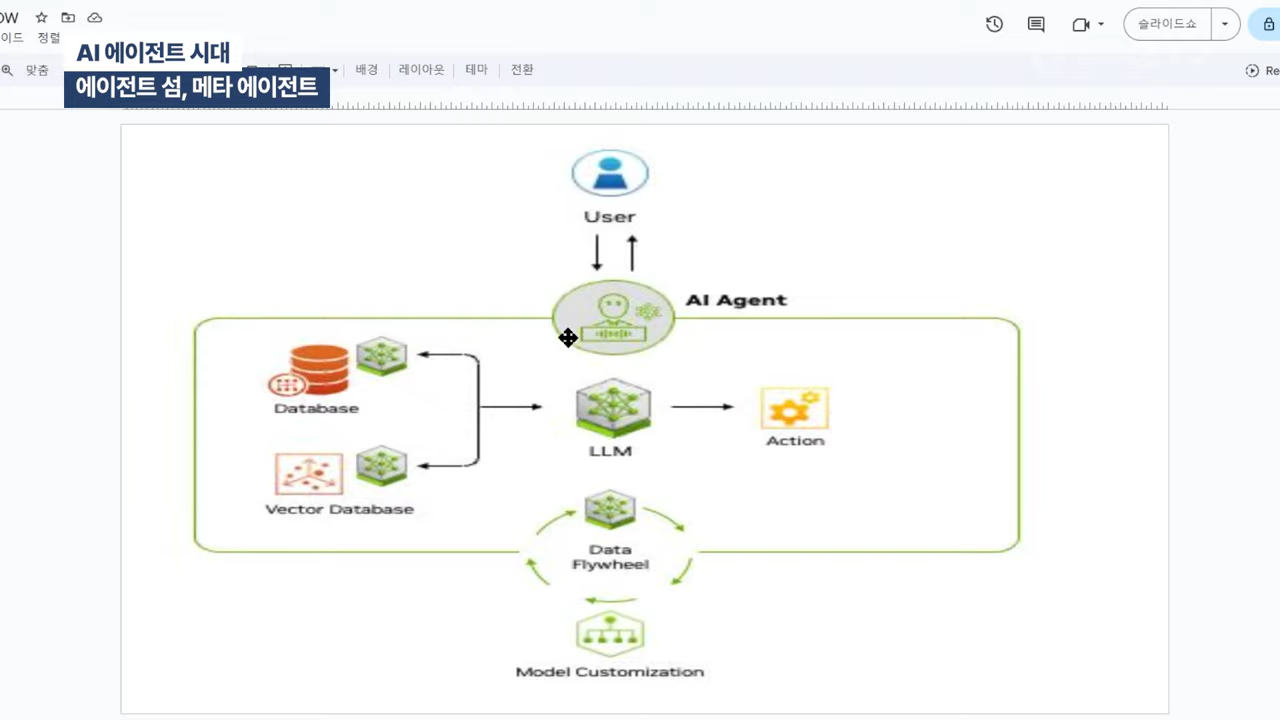 OW
이드
정렬
슬라이드쇼
AI 에이전트 시대
에이전트 섬, 메타 에이전트
맞춤
배경
레이아웃
테마
전환
Re
User
AI Agent
Database
LLM
Action
Vector Database
Data
Flywheel
Model Customization